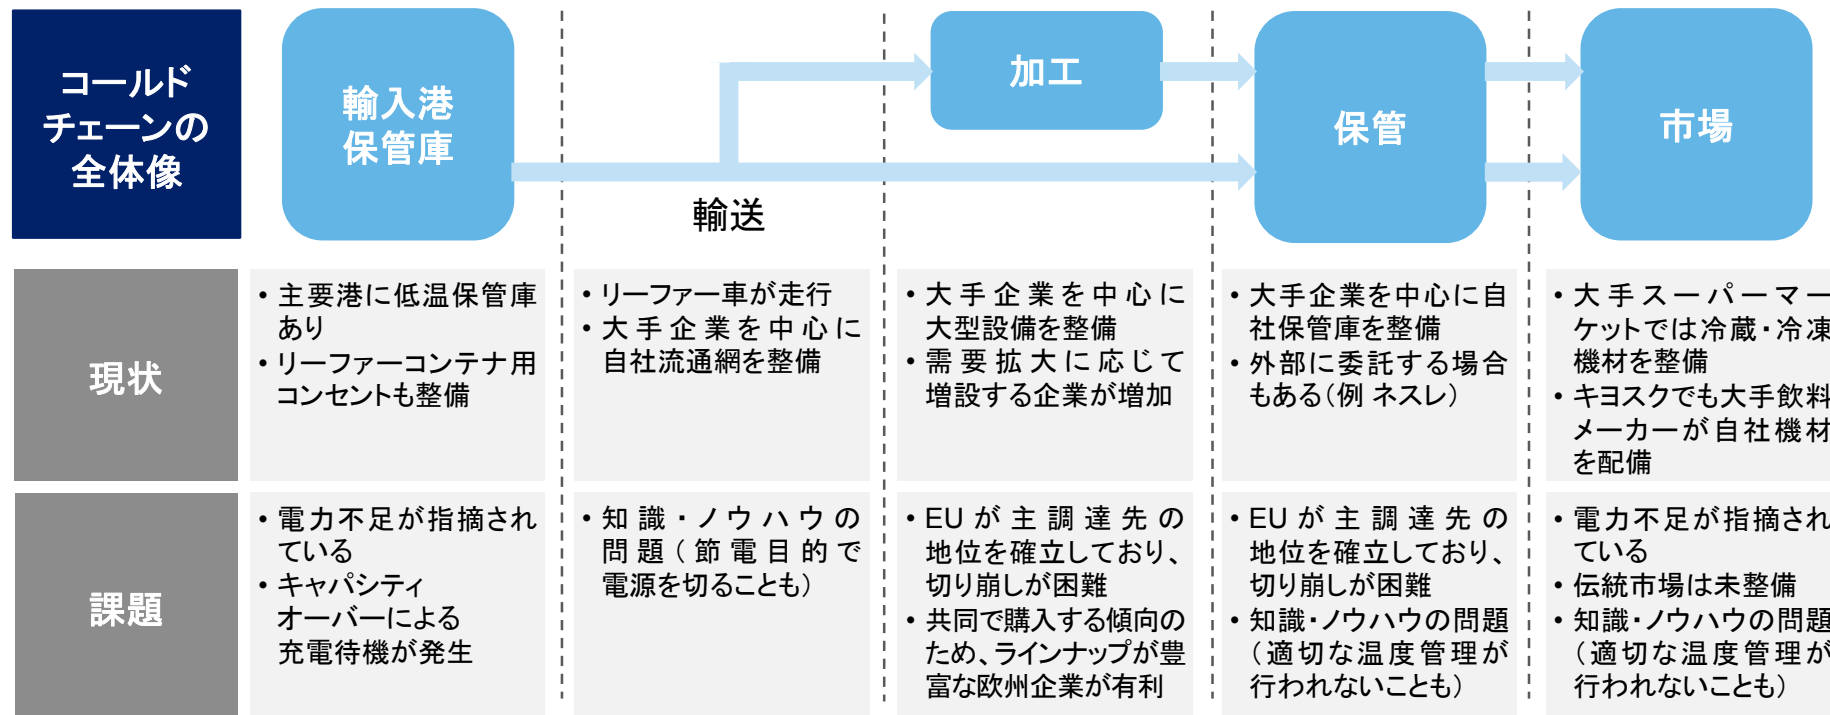 コールド
チェーンの
全体像
輸入港
保管庫
輸送
加工
保管
市場
現状
• 主要港に低温保管庫
あり
• リーファーコンテナ用
コンセントも整備
• リーファー車が走行
• 大手企業を中心に
自社流通網を整備
• 大手企業を中心に
大型設備を整備
• 需要拡大に応じて
増設する企業が増加
• 大手企業を中心に自
社保管庫を整備
• 外部に委託する場合
もある(例 ネスレ)
• 大手スーパーマー
ケットでは冷蔵・冷凍
機材を整備
• キヨスクでも大手飲料
メーカーが自社機材
を配備
課題
• 電力不足が指摘され
ている
• キャパシティ
オーバーによる
充電待機が発生
• 知識・ノウハウの
問題(節電目的で
電源を切ることも)
• EUが主調達先の
地位を確立しており、
切り崩しが困難
• 共同で購入する傾向の
ため、ラインナップが豊
富な欧州企業が有利
• EUが主調達先の
地位を確立しており、
切り崩しが困難
• 知識・ノウハウの問題
(適切な温度管理が
行われないことも)
• 電力不足が指摘され
ている
• 伝統市場は未整備
• 知識・ノウハウの問題
(適切な温度管理が
行われないことも)